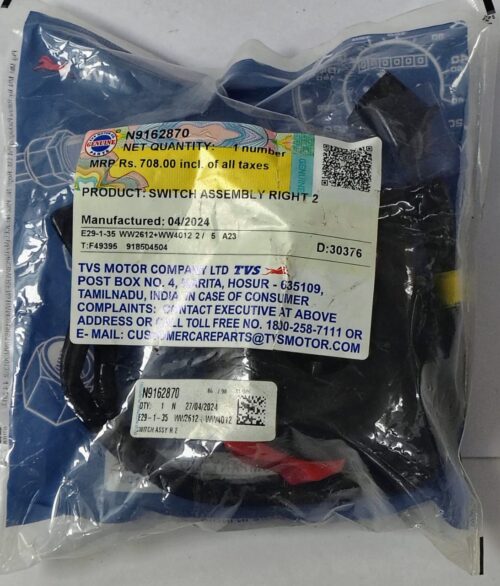 N9162870
NET QUANTITY: 1 number
MRP Rs. 708.00 incl. of all taxes
GENUINE
PRODUCT: SWITCH ASSEMBLY RIGHT 2
Manufactured: 04/2024
E29-1-35 WW2612+WW4012 2 / 5 A23
T:F49395 918504504
D:30376
TVS MOTOR COMPANY LTD TVS
POST BOX NO. 4, HARITA, HOSUR - 635109,
TAMILNADU, INDIA IN CASE OF CONSUMER
COMPLAINTS: CONTACT EXECUTIVE AT ABOVE
ADDRESS OR CALL TOLL FREE NO. 1800-258-7111 OR
E- MAIL: CUSTOMERCAREPARTS@TVSMOTOR.COM
N9162870
QTY: 1 N 27/04/2024
E29-1-35 WW2612+ WW4012
SWITCH ASSY R 2